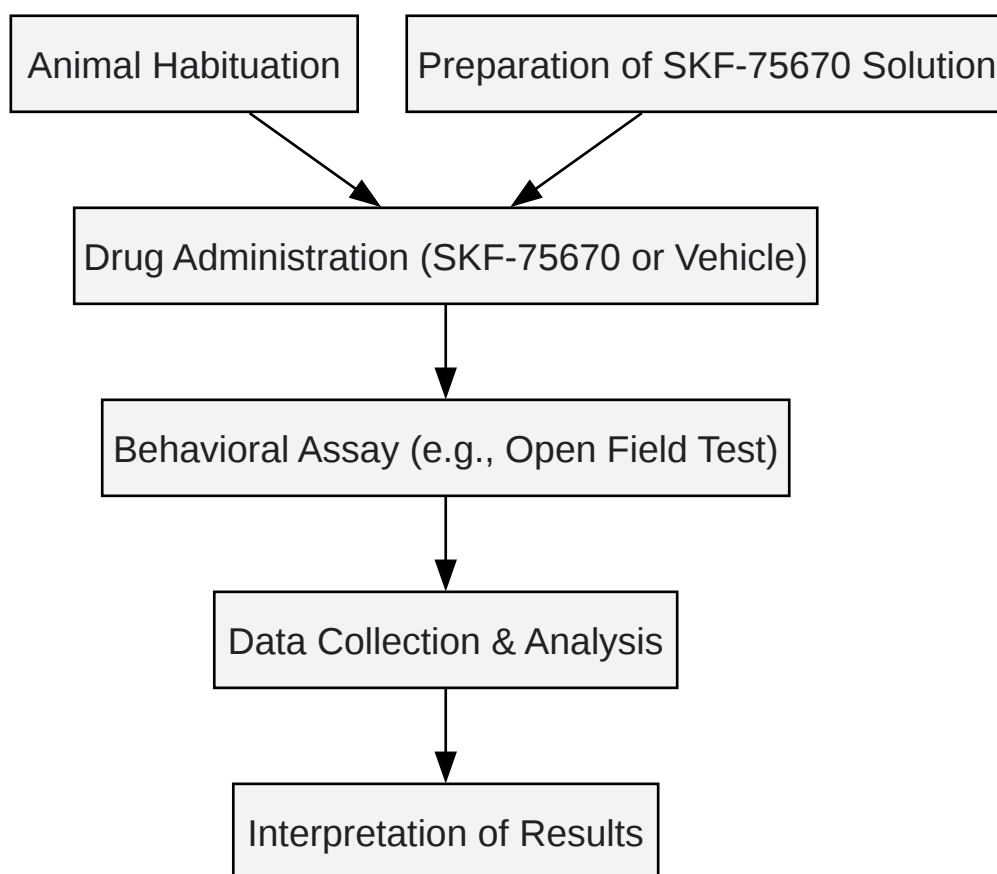 Animal Habituation
Preparation of SKF-75670 Solution
Drug Administration (SKF-75670 or Vehicle)
Behavioral Assay (e.g., Open Field Test)
Data Collection & Analysis
Interpretation of Results